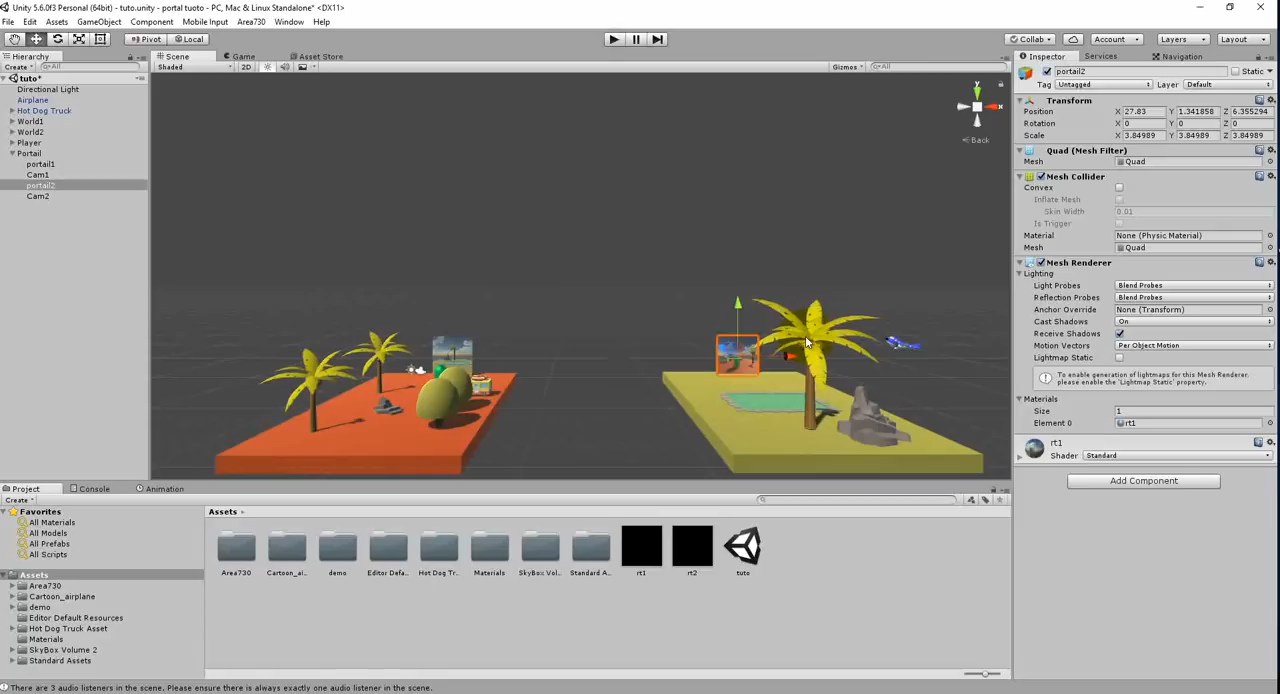 Unity 5.6.0f3 Personal (64bit) - tuto.unity - portal tuoto - PC, Mac & Linux Standalone* <DX11>
File Edit Assets GameObject Component Mobile Input Area730 Window Help
Pivot Local Collab Account Layers Layout
Hierarchy Scene Game Asset Store Inspector Services Navigation
Create All Shaded 2D Gizmos All
portail2 Static
tuto*
Tag Untagged Layer Default
Directional Light
Airplane
Hot Dog Truck
World1
World2
Player
Portail
portail1
Cam1
portail2
Cam2
y
x
Back
Transform
Position X 27.83 Y 1.341858 Z 6.355294
Rotation X 0 Y 0 Z 0
Scale X 3.84989 Y 3.84989 Z 3.84989
Quad (Mesh Filter)
Mesh Quad
Mesh Collider
Convex
Inflate Mesh
Skin Width 0.01
Is Trigger
Material None (Physic Material)
Mesh Quad
Mesh Renderer
Lighting
Light Probes Blend Probes
Reflection Probes Blend Probes
Anchor Override None (Transform)
Cast Shadows On
Receive Shadows
Motion Vectors Per Object Motion
Lightmap Static
To enable generation of lightmaps for this Mesh Renderer, please enable the 'Lightmap Static' property.
Materials
Size 1
Element 0 rt1
rt1
Shader Standard
Add Component
Project Console Animation
Create
Favorites
All Materials
All Models
All Prefabs
All Scripts
Assets
Area730
Cartoon_airplane
demo
Editor Default Resources
Hot Dog Truck Asset
Materials
SkyBox Volume 2
Standard Assets
Assets
Area730 Cartoon_ai... demo Editor Defa... Hot Dog Tr... Materials SkyBox Vol... Standard A... rt1 rt2 tuto
There are 3 audio listeners in the scene. Please ensure there is always exactly one audio listener in the scene.